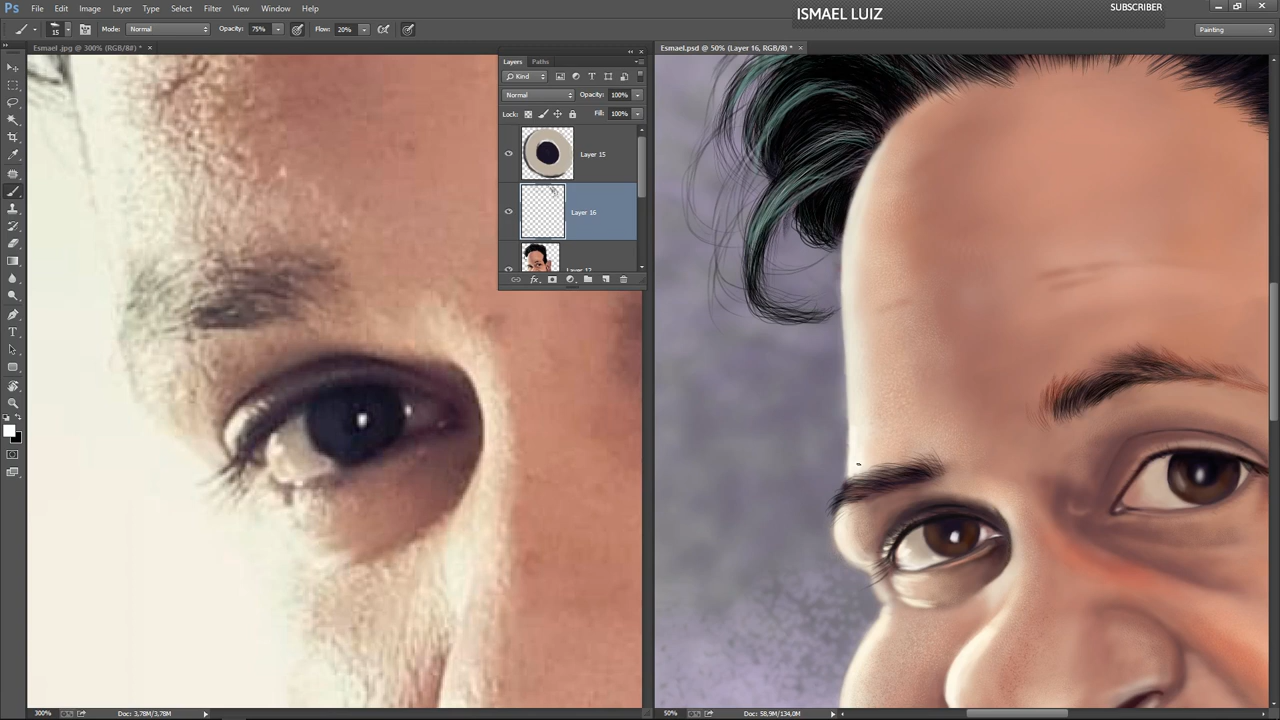 Ps File Edit Image Layer Type Select Filter View Window Help
ISMAEL LUIZ
SUBSCRIBER
15 Mode: Normal Opacity: 75% Flow: 20% Painting
Esmael .jpg @ 300% (RGB/8#) * ×
Esmael.psd @ 50% (Layer 16, RGB/8) * ×
Layers Paths
Kind
Normal Opacity: 100%
Lock: Fill: 100%
Layer 15
Layer 16
fx
300% Doc: 3,78M/3,78M
50% Doc: 58,9M/134,0M